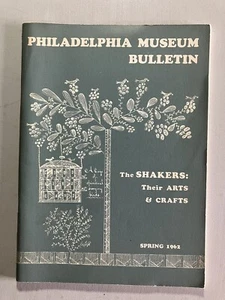 PHILADELPHIA MUSEUM
BULLETIN
The SHAKERS:
Their ARTS
& CRAFTS
SPRING 1962